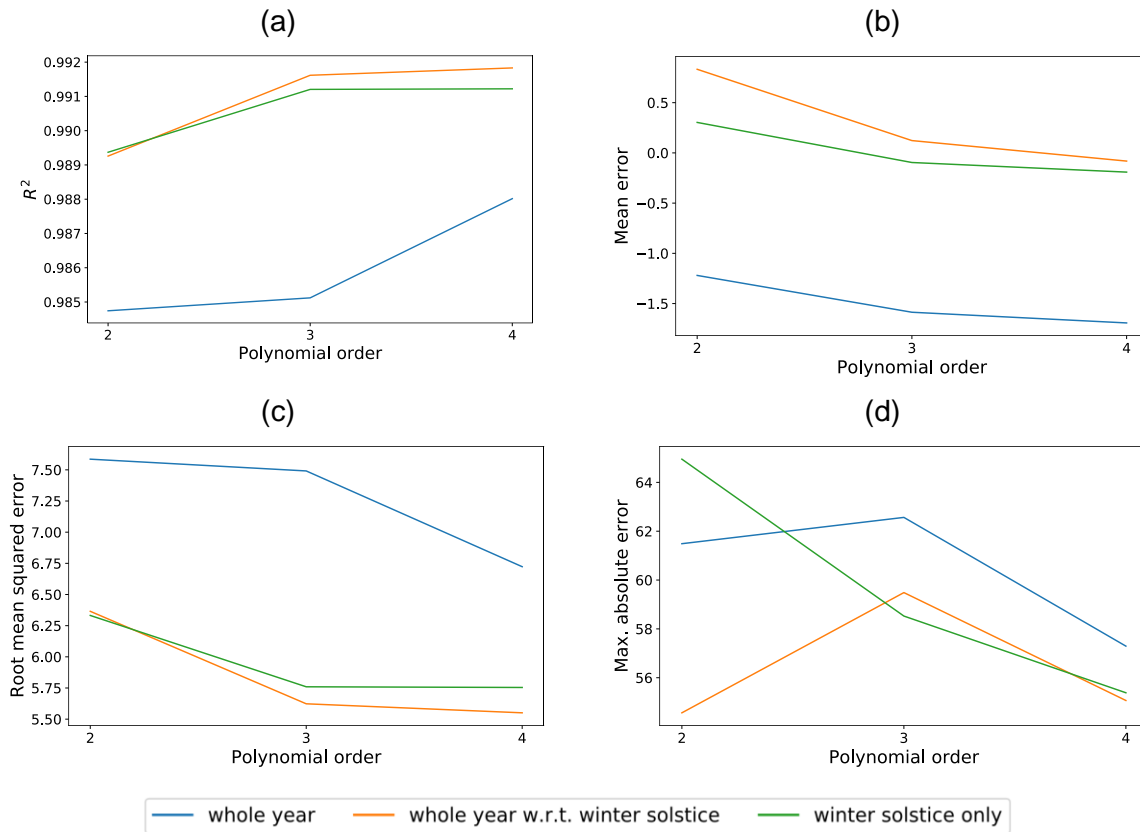 (a)
0.992
0.991
0.990
0.989
0.988
0.987
0.986
0.985
R²
2
3
4
Polynomial order
(b)
0.5
0.0
−0.5
−1.0
−1.5
Mean error
2
3
4
Polynomial order
(c)
7.50
7.25
7.00
6.75
6.50
6.25
6.00
5.75
5.50
Root mean squared error
2
3
4
Polynomial order
(d)
64
62
60
58
56
Max. absolute error
2
3
4
Polynomial order
whole year
whole year w.r.t. winter solstice
winter solstice only